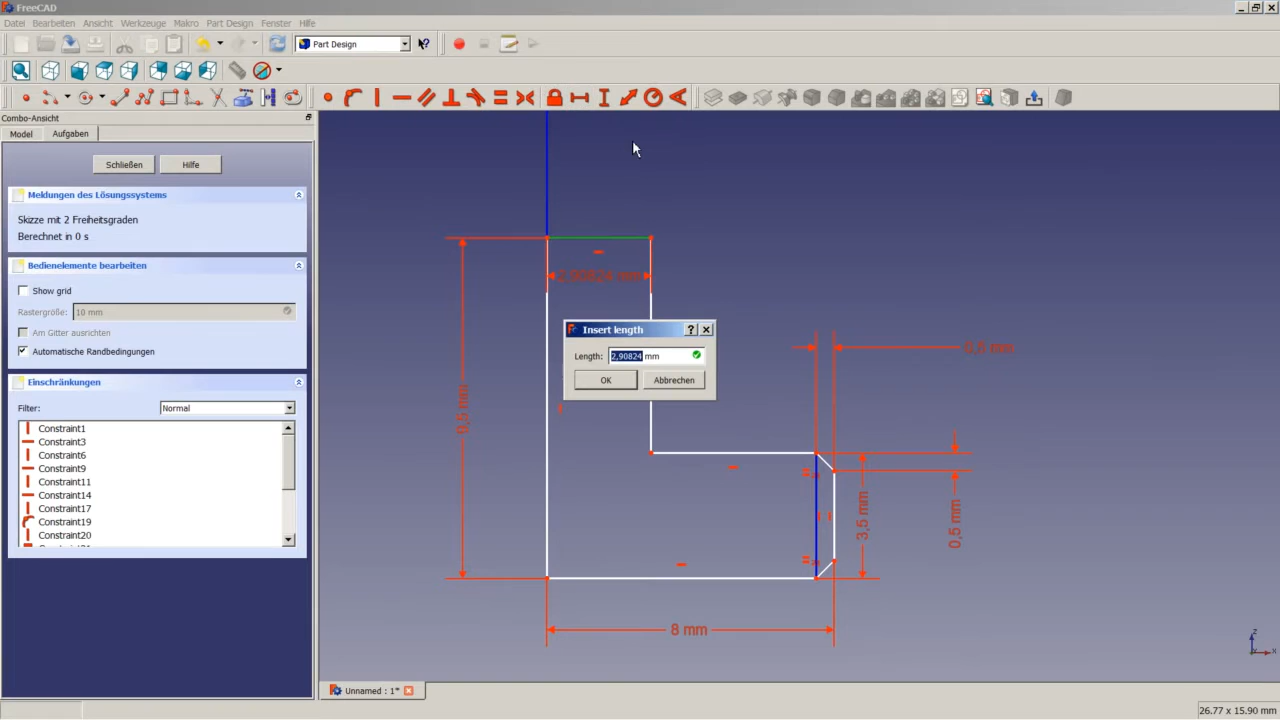 FreeCAD
Datei Bearbeiten Ansicht Werkzeuge Makro Part Design Fenster Hilfe
Part Design
Combo-Ansicht
Model Aufgaben
Schließen Hilfe
Meldungen des Lösungssystems
Skizze mit 2 Freiheitsgraden
Berechnet in 0 s
Bedienelemente bearbeiten
Show grid
Rastergröße: 10 mm
Am Gitter ausrichten
Automatische Randbedingungen
Einschränkungen
Filter: Normal
Constraint1
Constraint3
Constraint6
Constraint9
Constraint11
Constraint14
Constraint17
Constraint19
Constraint20
2,90824 mm
Insert length
Length: 2,90824 mm
OK Abbrechen
3,5 mm
0,5 mm
8 mm
Unnamed : 1*
26.77 x 15.90 mm